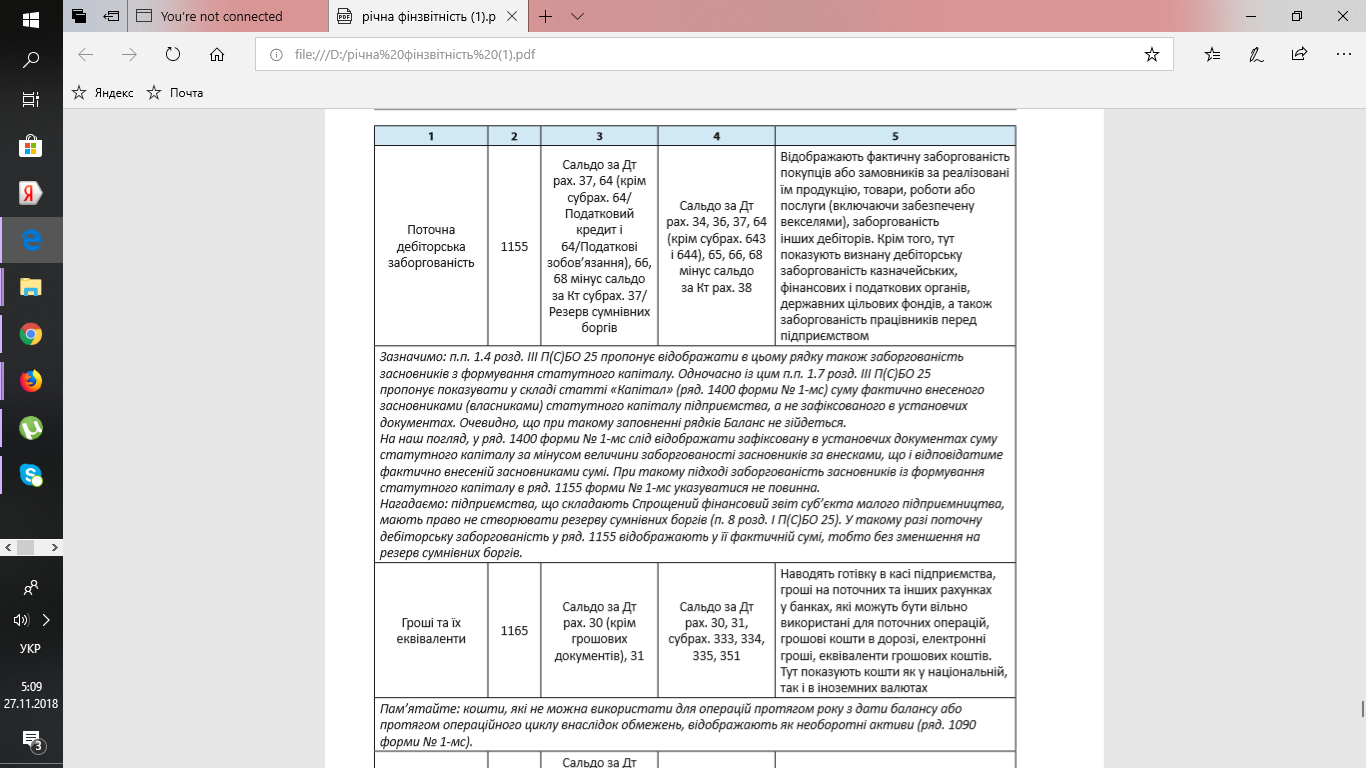 You're not connected
річна фінзвітність (1).p
file:///D:/річна%20фінзвітність%20(1).pdf
Яндекс
Почта
1
2
3
4
5
Поточна
дебіторська
заборгованість
1155
Сальдо за Дт
рах. 37, 64 (крім
субрах. 64/
Податковий
кредит і
64/Податкові
зобов’язання), 66,
68 мінус сальдо
за Кт субрах. 37/
Резерв сумнівних
боргів
Сальдо за Дт
рах. 34, 36, 37, 64
(крім субрах. 643
і 644), 65, 66, 68
мінус сальдо
за Кт рах. 38
Відображають фактичну заборгованість
покупців або замовників за реалізовані
їм продукцію, товари, роботи або
послуги (включаючи забезпечену
векселями), заборгованість
інших дебіторів. Крім того, тут
показують визнану дебіторську
заборгованість казначейських,
фінансових і податкових органів,
державних цільових фондів, а також
заборгованість працівників перед
підприємством
Зазначимо: п.п. 1.4 розд. III П(С)БО 25 пропонує відображати в цьому рядку також заборгованість
засновників з формування статутного капіталу. Одночасно із цим п.п. 1.7 розд. III П(С)БО 25
пропонує показувати у складі статті «Капітал» (ряд. 1400 форми № 1-мс) суму фактично внесеного
засновниками (власниками) статутного капіталу підприємства, а не зафіксованого в установчих
документах. Очевидно, що при такому заповненні рядків Баланс не зійдеться.
На наш погляд, у ряд. 1400 форми № 1-мс слід відображати зафіксовану в установчих документах суму
статутного капіталу за мінусом величини заборгованості засновників за внесками, що і відповідатиме
фактично внесеній засновниками сумі. При такому підході заборгованість засновників із формування
статутного капіталу в ряд. 1155 форми № 1-мс указуватися не повинна.
Нагадаємо: підприємства, що складають Спрощений фінансовий звіт суб’єкта малого підприємництва,
мають право не створювати резерву сумнівних боргів (п. 8 розд. І П(С)БО 25). У такому разі поточну
дебіторську заборгованість у ряд. 1155 відображають у її фактичній сумі, тобто без зменшення на
резерв сумнівних боргів.
Гроші та їх
еквіваленти
1165
Сальдо за Дт
рах. 30 (крім
грошових
документів), 31
Сальдо за Дт
рах. 30, 31,
субрах. 333, 334,
335, 351
Наводять готівку в касі підприємства,
гроші на поточних та інших рахунках
у банках, які можуть бути вільно
використані для поточних операцій,
грошові кошти в дорозі, електронні
гроші, еквіваленти грошових коштів.
Тут показують кошти як у національній,
так і в іноземних валютах
Пам’ятайте: кошти, які не можна використати для операцій протягом року з дати балансу або
протягом операційного циклу внаслідок обмежень, відображають як необоротні активи (ряд. 1090
форми № 1-мс).
Сальдо за Дт
УКР
5:09
27.11.2018
3